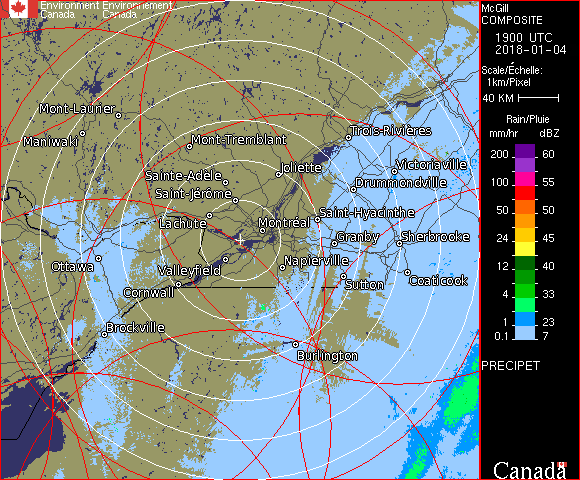 Environment Environnement
Canada Canada
McGill
COMPOSITE
1900 UTC
2018-01-04
Scale/Échelle:
1km/Pixel
40 KM
Rain/Pluie
mm/hr dBZ
200 60
100 55
50 50
24 45
12 40
4 33
1 23
0.1 7
PRECIPET
Canada
Mont-Laurier
Maniwaki
Mont-Tremblant
Trois-Rivières
Sainte-Adèle
Joliette
Victoriaville
Saint-Jérôme
Drummondville
Lachute
Montréal
Saint-Hyacinthe
Granby
Sherbrooke
Ottawa
Valleyfield
Napierville
Cornwall
Sutton
Coaticook
Brockville
Burlington